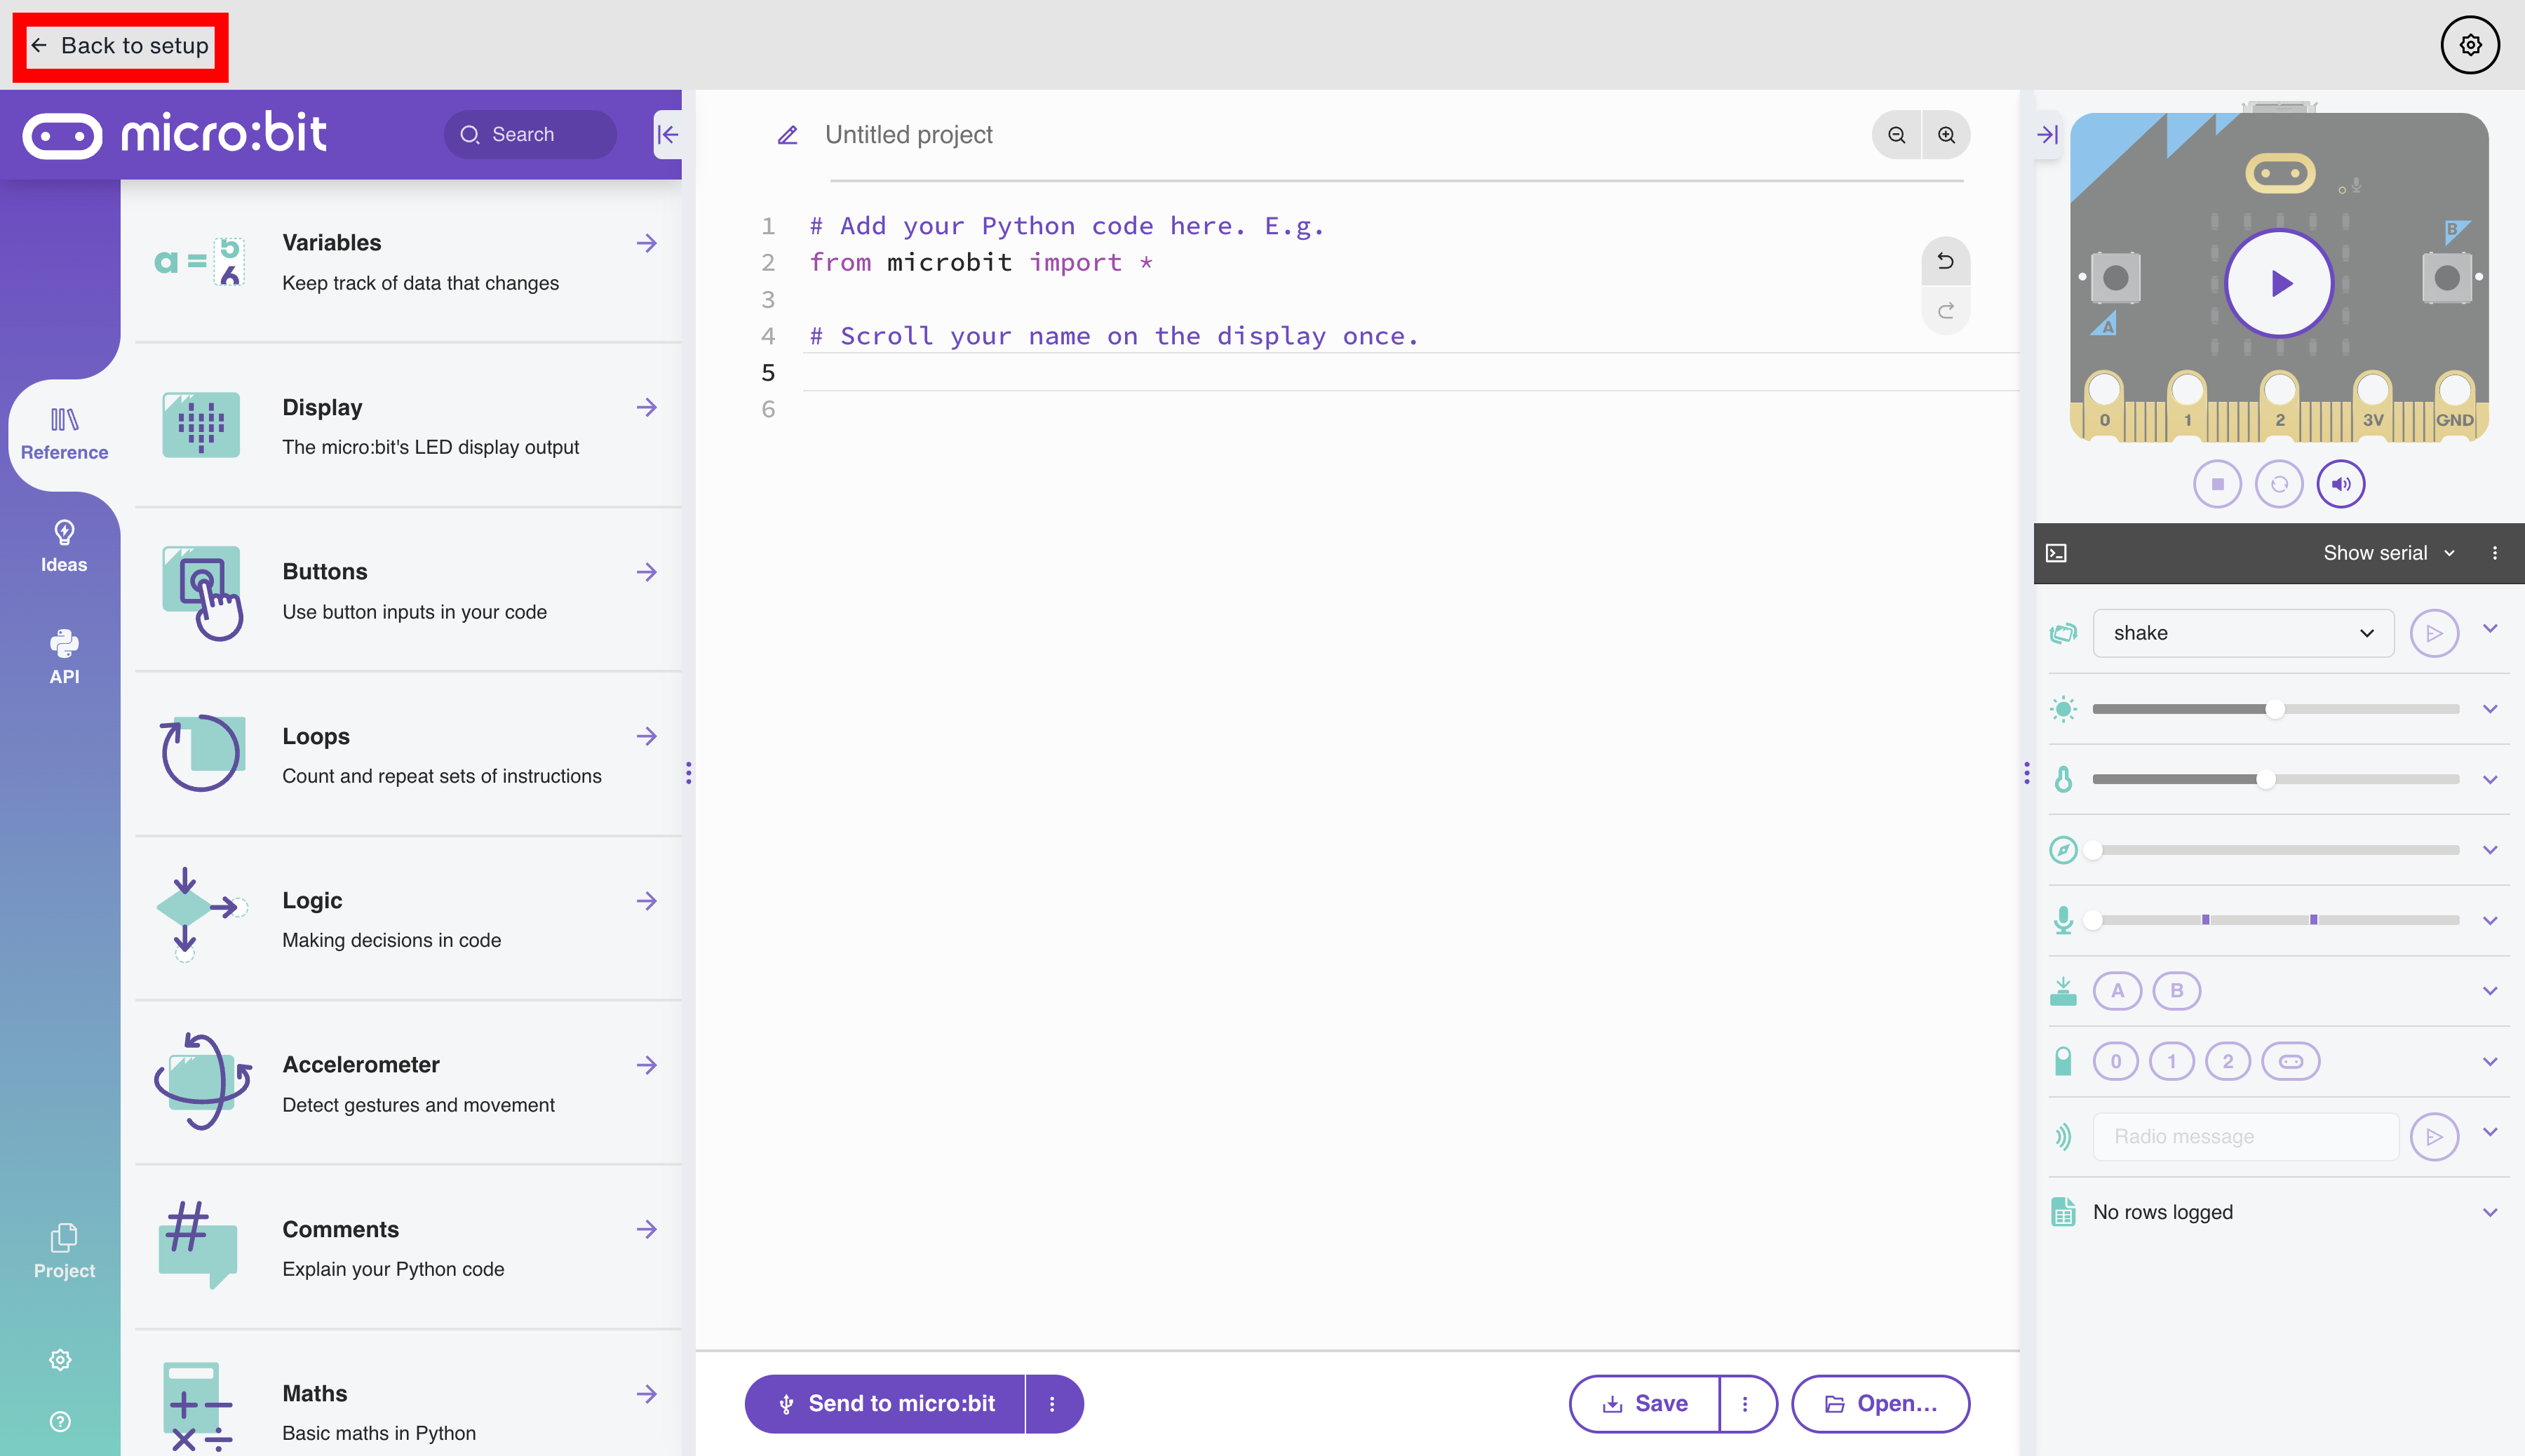 Back to setup
micro:bit
Search
Reference
Ideas
API
Project
a = 5
6
Variables
Keep track of data that changes
Display
The micro:bit's LED display output
Buttons
Use button inputs in your code
Loops
Count and repeat sets of instructions
Logic
Making decisions in code
Accelerometer
Detect gestures and movement
#
Comments
Explain your Python code
Maths
Basic maths in Python
Untitled project
1 # Add your Python code here. E.g.
2 from microbit import *
3
4 # Scroll your name on the display once.
5
6
Send to micro:bit
Save
Open...
B
A
0 1 2 3V GND
Show serial
shake
A B
0 1 2
Radio message
No rows logged